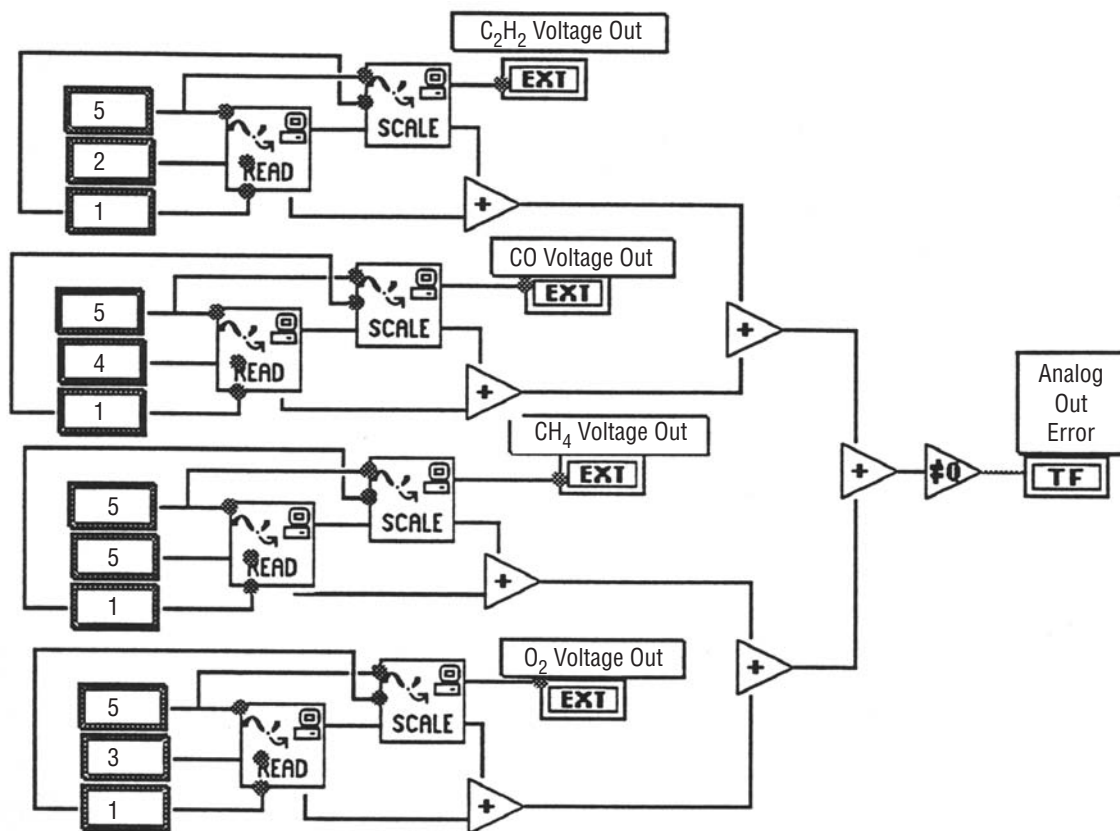 C₂H₂ Voltage Out
EXT
5
SCALE
2
READ
1
+
CO Voltage Out
EXT
5
SCALE
+
4
READ
1
+
Analog
Out
Error
CH₄ Voltage Out
EXT
+
≠0
TF
5
SCALE
5
READ
1
+
O₂ Voltage Out
+
EXT
5
SCALE
3
READ
1
+